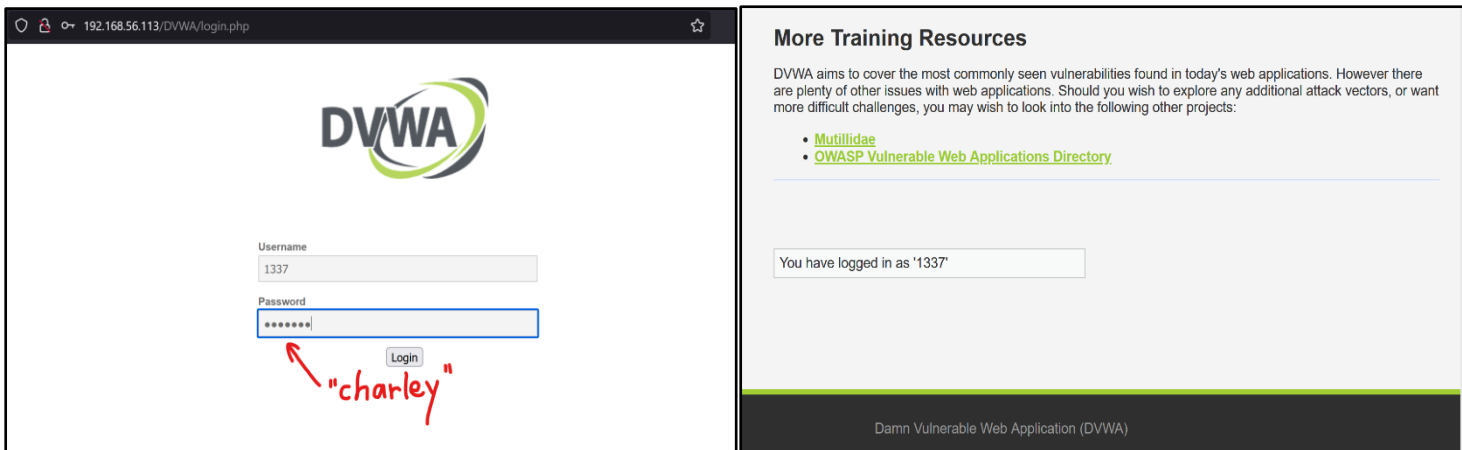 192.168.56.113/DVWA/login.php
DVWA
Username
1337
Password
•••••••
Login
"charley"
More Training Resources
DVWA aims to cover the most commonly seen vulnerabilities found in today's web applications. However there
are plenty of other issues with web applications. Should you wish to explore any additional attack vectors, or want
more difficult challenges, you may wish to look into the following other projects:
• Mutillidae
• OWASP Vulnerable Web Applications Directory
You have logged in as '1337'
Damn Vulnerable Web Application (DVWA)